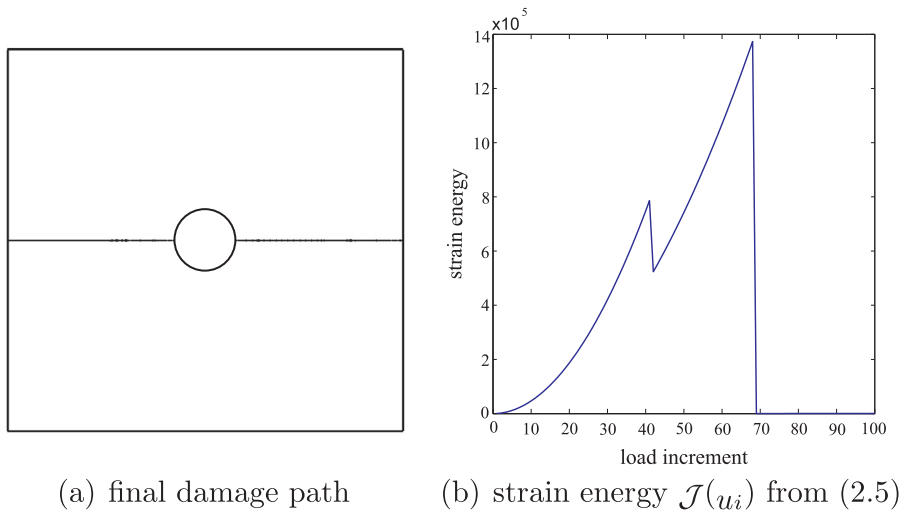 x10 5
14
12
10
8
6
4
2
0
strain energy
0 10 20 30 40 50 60 70 80 90 100
load increment
(a) final damage path
(b) strain energy 𝒥(ui) from (2.5)